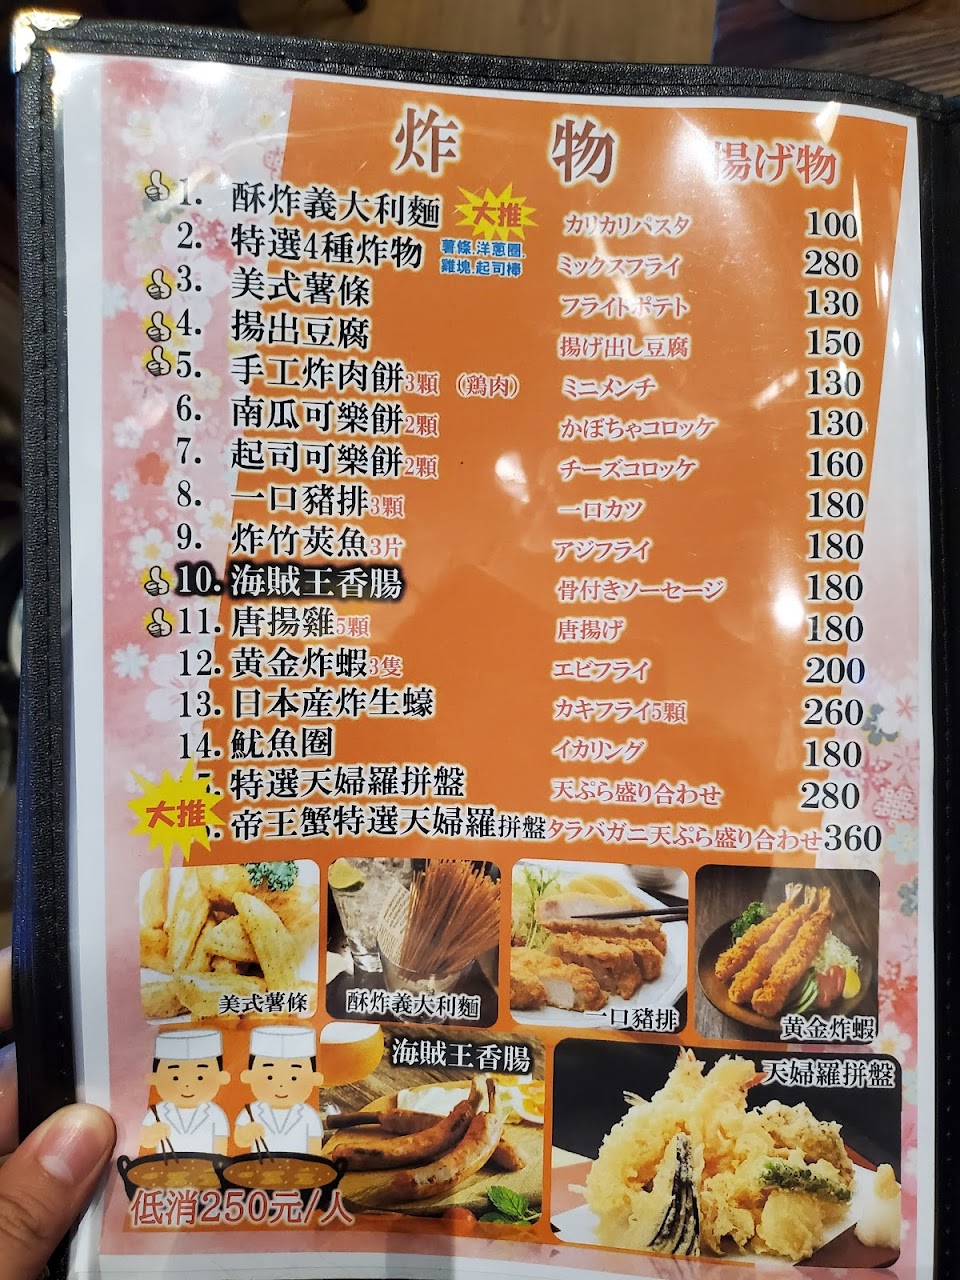 炸 物 揚げ物
1. 酥炸義大利麵 大推 カリカリパスタ 100
2. 特選4種炸物 薯條.洋蔥圈. 雞塊.起司棒 ミックスフライ 280
3. 美式薯條 フライトポテト 130
4. 揚出豆腐 揚げ出し豆腐 150
5. 手工炸肉餅3顆 （鶏肉） ミニメンチ 130
6. 南瓜可樂餅2顆 かぼちゃコロッケ 130
7. 起司可樂餅2顆 チーズコロッケ 160
8. 一口豬排3顆 一口カツ 180
9. 炸竹莢魚3片 アジフライ 180
10. 海賊王香腸 骨付きソーセージ 180
11. 唐揚雞5顆 唐揚げ 180
12. 黄金炸蝦3隻 エビフライ 200
13. 日本産炸生蠔 カキフライ5顆 260
14. 魷魚圈 イカリング 180
特選天婦羅拼盤 天ぷら盛り合わせ 280
大推 帝王蟹特選天婦羅拼盤 タラバガニ天ぷら盛り合わせ 360
美式薯條
酥炸義大利麵
一口豬排
黄金炸蝦
海賊王香腸
天婦羅拼盤
低消250元/人